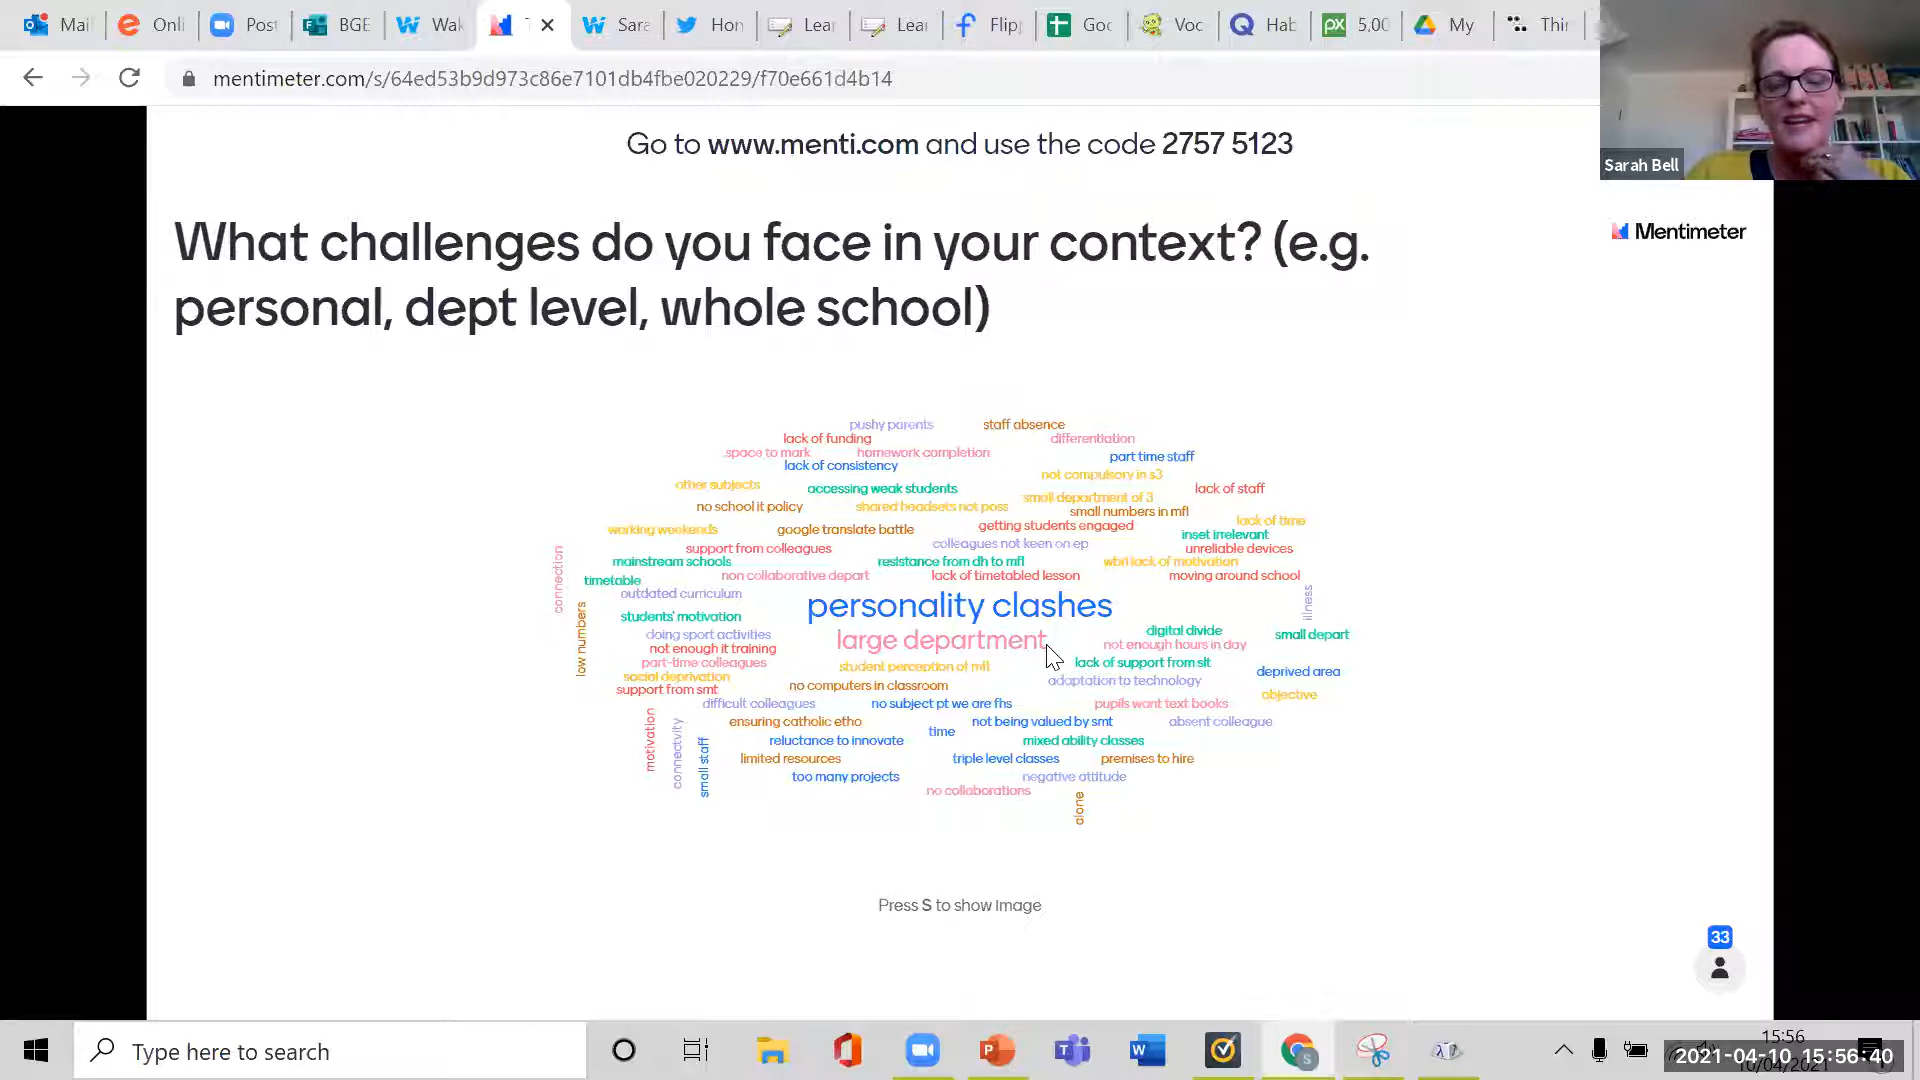 Mail
Onli
Post
BGE
Wak
T
Sara
Hon
Lear
Lear
Flip
Goo
Voc
Hab
5,00
My
Thir
mentimeter.com/s/64ed53b9d973c86e7101db4fbe020229/f70e661d4b14
Sarah Bell
Go to www.menti.com and use the code 2757 5123
Mentimeter
What challenges do you face in your context? (e.g.
personal, dept level, whole school)
pushy parents
staff absence
lack of funding
differentiation
space to mark
homework completion
part time staff
lack of consistency
not compulsory in s3
other subjects
accessing weak students
lack of staff
small department of 3
no school it policy
shared headsets not poss
small numbers in mfl
lack of time
working weekends
google translate battle
getting students engaged
inset irrelevant
support from colleagues
colleagues not keen on ep
unreliable devices
connection
mainstream schools
resistance from dh to mfl
wbn lack of motivation
timetable
non collaborative depart
lack of timetabled lesson
moving around school
outdated curriculum
illness
personality clashes
low numbers
students' motivation
doing sport activities
large department
digital divide
small depart
not enough it training
not enough hours in day
part-time colleagues
student perception of mfl
lack of support from slt
deprived area
social deprivation
no computers in classroom
adaptation to technology
support from smt
objective
difficult colleagues
no subject pt we are fhs
pupils want text books
motivation
connectvity
small staff
ensuring catholic etho
time
not being valued by smt
absent colleague
reluctance to innovate
mixed ability classes
limited resources
triple level classes
premises to hire
too many projects
negative attitude
no collaborations
alone
Press S to show image
33
Type here to search
15:56
10/04/2021
2021-04-10 15:56:40